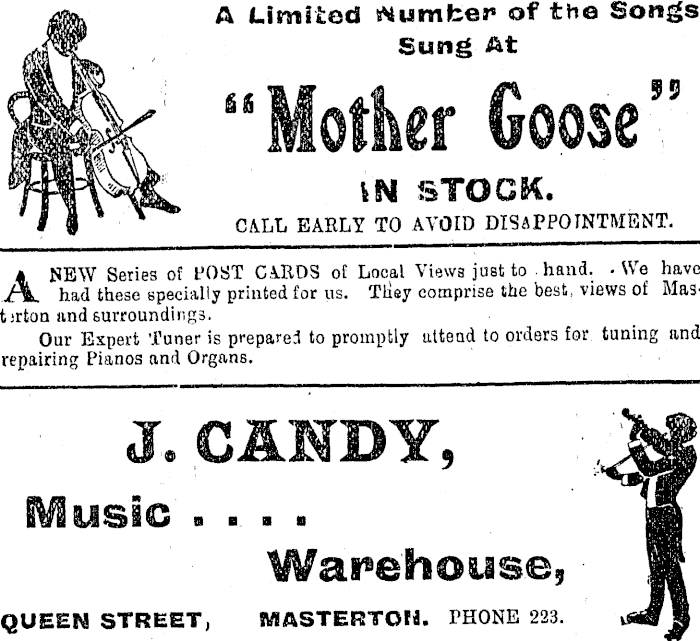 A Limited Number of the Songs
Sung At
"Mother Goose"
IN STOCK.
CALL EARLY TO AVOID DISAPPOINTMENT.
A NEW Series of POST CARDS of Local Views just to hand. We have
had these specially printed for us. They comprise the best views of Mas-
terton and surroundings.
Our Expert Tuner is prepared to promptly attend to orders for tuning and
repairing Pianos and Organs.
J. CANDY,
Music . . . .
Warehouse,
QUEEN STREET, MASTERTON. PHONE 223.